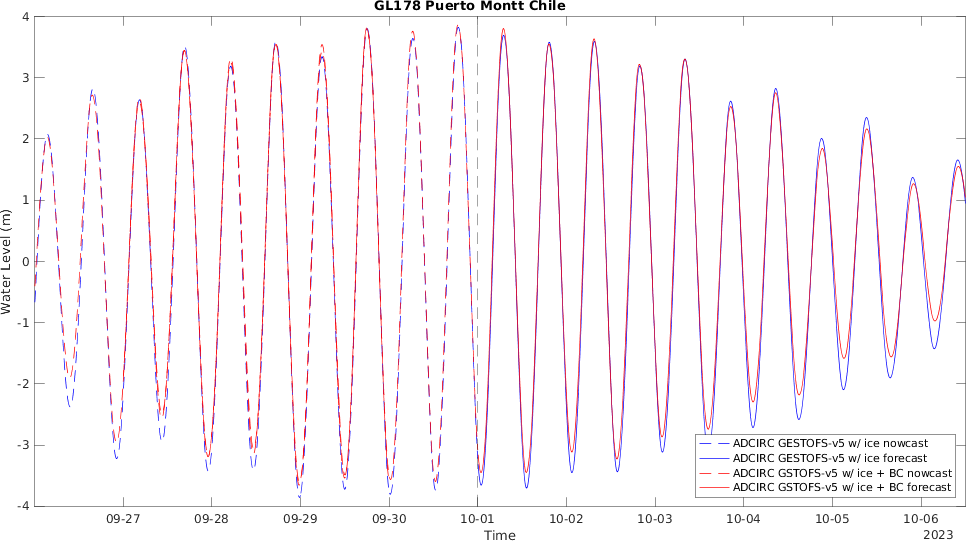 GL178 Puerto Montt Chile
Water Level (m)
4
3
2
1
0
-1
-2
-3
-4
ADCIRC GESTOFS-v5 w/ ice nowcast
ADCIRC GESTOFS-v5 w/ ice forecast
ADCIRC GSTOFS-v5 w/ ice + BC nowcast
ADCIRC GSTOFS-v5 w/ ice + BC forecast
09-27 09-28 09-29 09-30 10-01 10-02 10-03 10-04 10-05 10-06
Time
2023